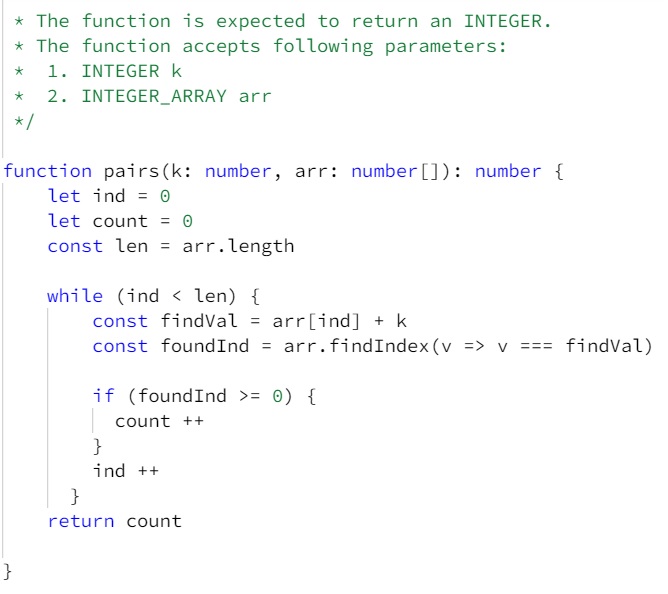 * The function is expected to return an INTEGER.
* The function accepts following parameters:
*  1. INTEGER k
*  2. INTEGER_ARRAY arr
*/
function pairs(k: number, arr: number[]): number {
    let ind = 0
    let count = 0
    const len = arr.length
    while (ind < len) {
        const findVal = arr[ind] + k
        const foundInd = arr.findIndex(v => v === findVal)
        if (foundInd >= 0) {
          count ++
        }
        ind ++
      }
    return count
}